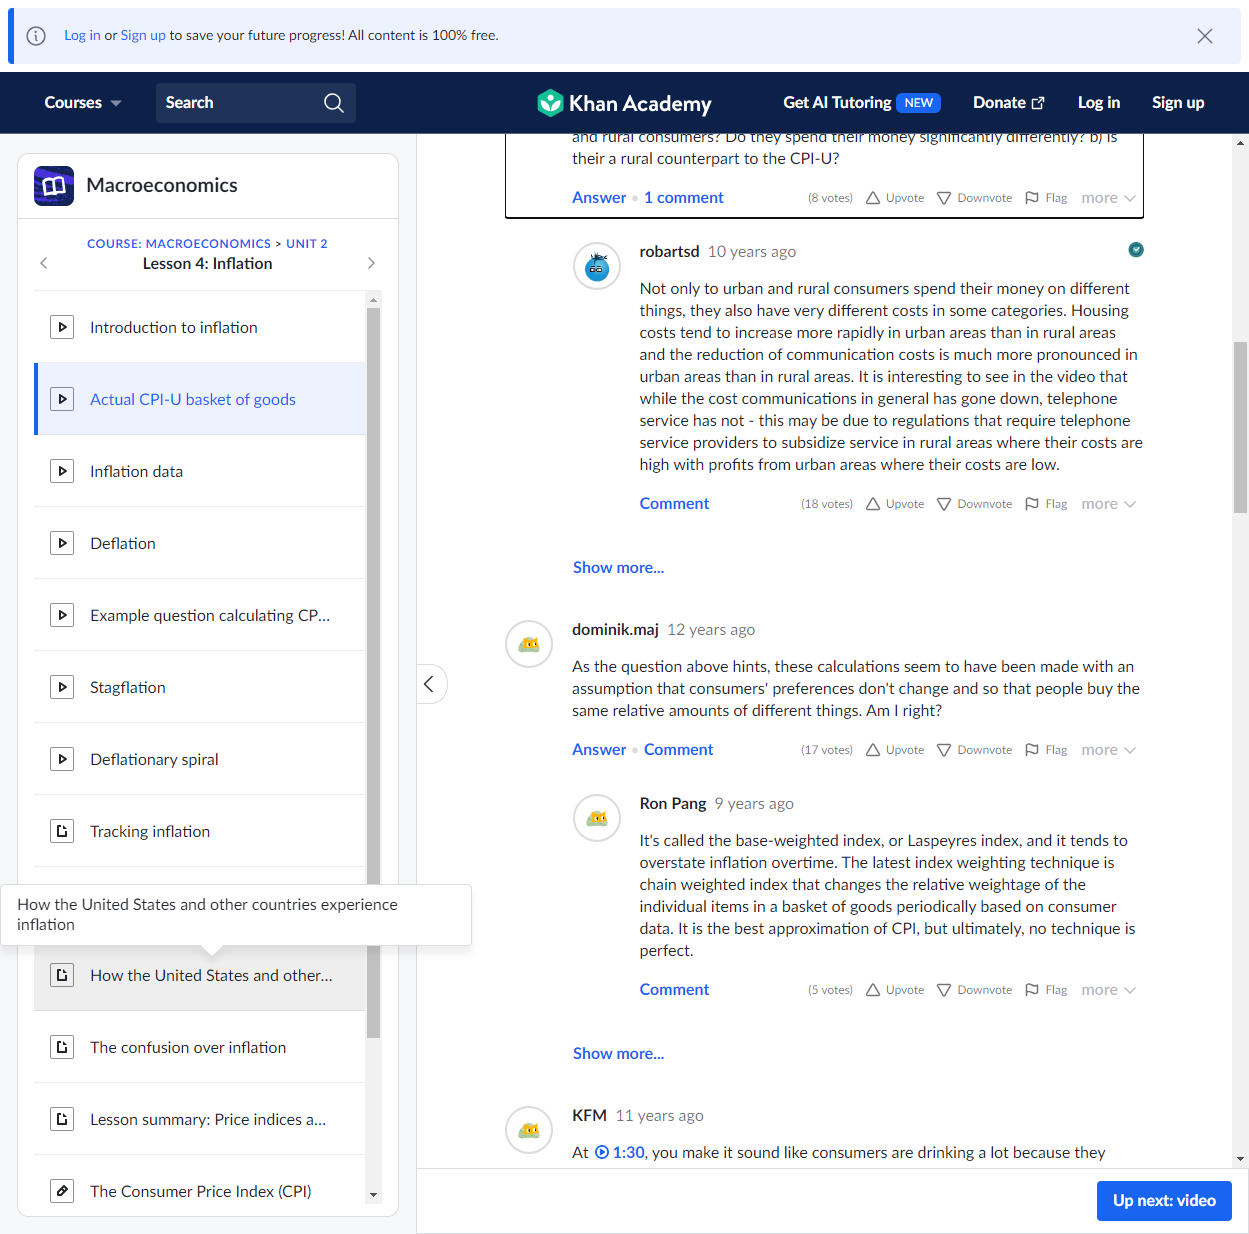 Log in or Sign up to save your future progress! All content is 100% free.
Courses
Search
Khan Academy
Get AI Tutoring NEW
Donate
Log in
Sign up
Macroeconomics
COURSE: MACROECONOMICS > UNIT 2
Lesson 4: Inflation
Introduction to inflation
Actual CPI-U basket of goods
Inflation data
Deflation
Example question calculating CP...
Stagflation
Deflationary spiral
Tracking inflation
How the United States and other countries experience
inflation
How the United States and other...
The confusion over inflation
Lesson summary: Price indices a...
The Consumer Price Index (CPI)
and rural consumers? Do they spend their money significantly differently? b) Is
their a rural counterpart to the CPI-U?
Answer • 1 comment (8 votes) Upvote Downvote Flag more
robartsd 10 years ago
Not only to urban and rural consumers spend their money on different
things, they also have very different costs in some categories. Housing
costs tend to increase more rapidly in urban areas than in rural areas
and the reduction of communication costs is much more pronounced in
urban areas than in rural areas. It is interesting to see in the video that
while the cost communications in general has gone down, telephone
service has not - this may be due to regulations that require telephone
service providers to subsidize service in rural areas where their costs are
high with profits from urban areas where their costs are low.
Comment (18 votes) Upvote Downvote Flag more
Show more...
dominik.maj 12 years ago
As the question above hints, these calculations seem to have been made with an
assumption that consumers' preferences don't change and so that people buy the
same relative amounts of different things. Am I right?
Answer • Comment (17 votes) Upvote Downvote Flag more
Ron Pang 9 years ago
It's called the base-weighted index, or Laspeyres index, and it tends to
overstate inflation overtime. The latest index weighting technique is
chain weighted index that changes the relative weightage of the
individual items in a basket of goods periodically based on consumer
data. It is the best approximation of CPI, but ultimately, no technique is
perfect.
Comment (5 votes) Upvote Downvote Flag more
Show more...
KFM 11 years ago
At 1:30, you make it sound like consumers are drinking a lot because they
Up next: video